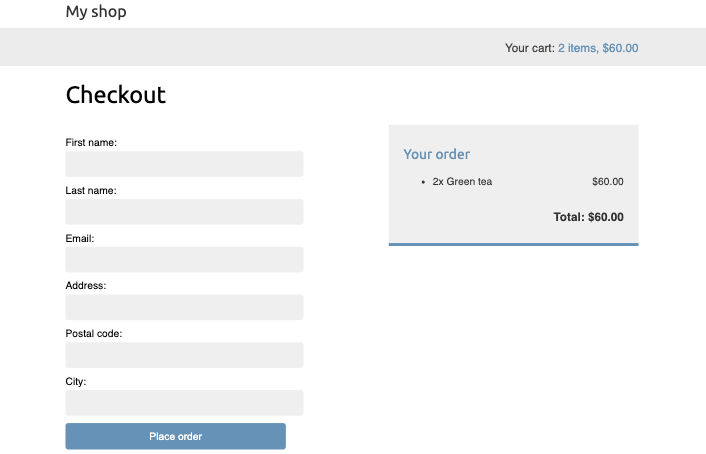 My shop
Your cart: 2 items, $60.00
Checkout
First name:
Last name:
Email:
Address:
Postal code:
City:
Place order
Your order
• 2x Green tea $60.00
Total: $60.00